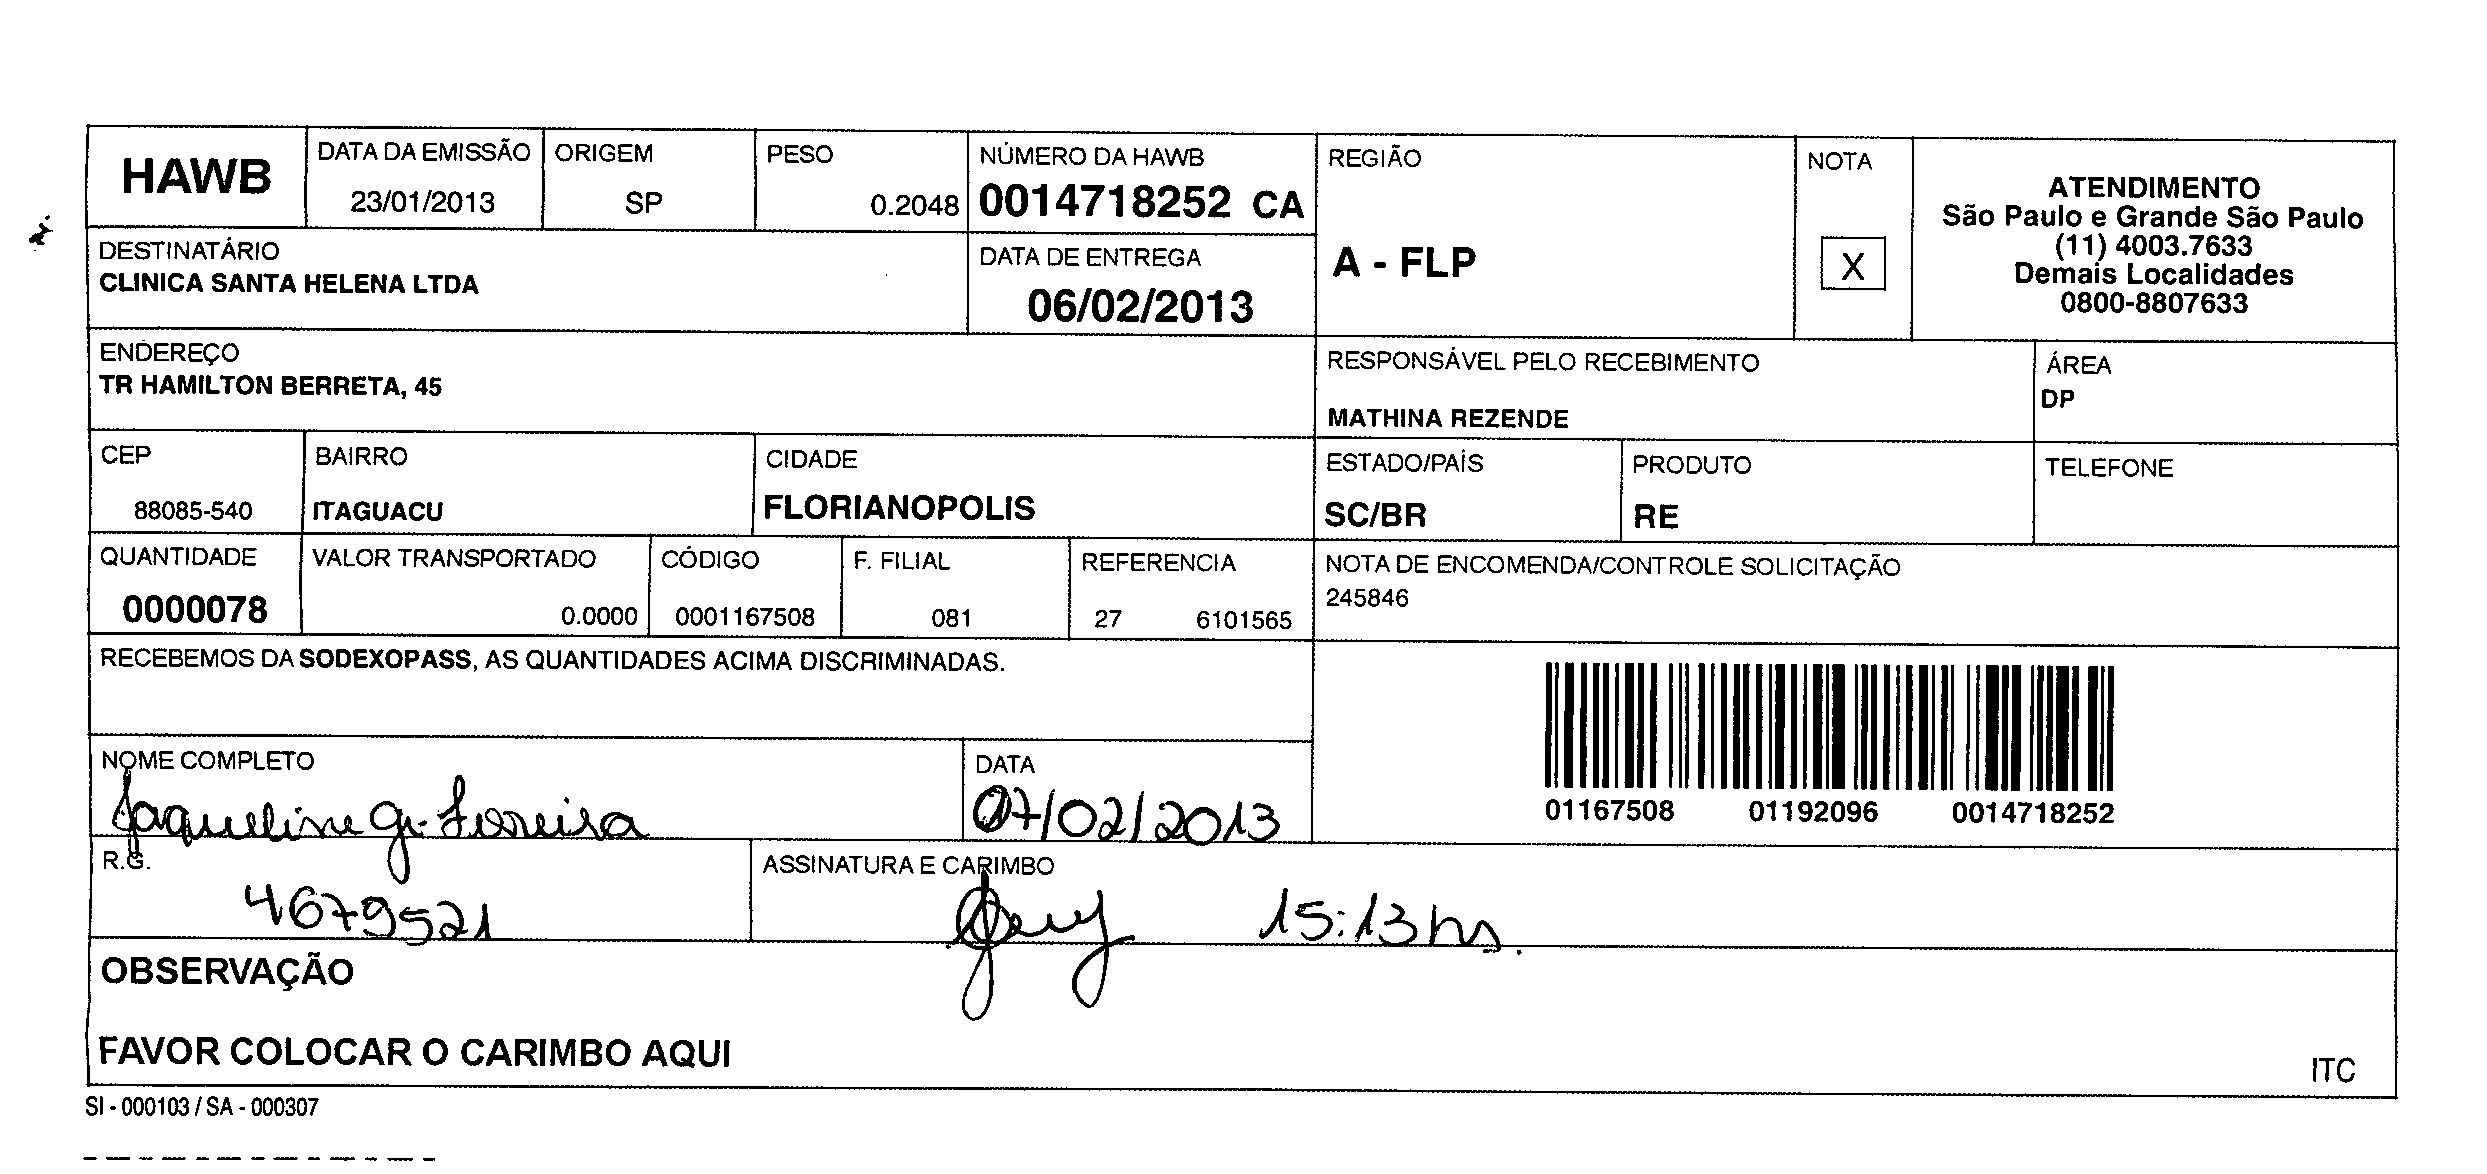 HAWB
DATA DA EMISSÃO
23/01/2013
ORIGEM
SP
PESO
0.2048
NÚMERO DA HAWB
0014718252 CA
REGIÃO
A - FLP
NOTA
X
ATENDIMENTO
São Paulo e Grande São Paulo
(11) 4003.7633
Demais Localidades
0800-8807633
DESTINATÁRIO
CLINICA SANTA HELENA LTDA
DATA DE ENTREGA
06/02/2013
ENDEREÇO
TR HAMILTON BERRETA, 45
RESPONSÁVEL PELO RECEBIMENTO
MATHINA REZENDE
ÁREA
DP
CEP
88085-540
BAIRRO
ITAGUACU
CIDADE
FLORIANOPOLIS
ESTADO/PAÍS
SC/BR
PRODUTO
RE
TELEFONE
QUANTIDADE
0000078
VALOR TRANSPORTADO
0.0000
CÓDIGO
0001167508
F. FILIAL
081
REFERENCIA
27 6101565
NOTA DE ENCOMENDA/CONTROLE SOLICITAÇÃO
245846
RECEBEMOS DA SODEXOPASS, AS QUANTIDADES ACIMA DISCRIMINADAS.
01167508 01192096 0014718252
NOME COMPLETO
Jaqueline G. Ferreira
DATA
07/02/2013
R.G.
4679521
ASSINATURA E CARIMBO
15:13hs.
OBSERVAÇÃO
FAVOR COLOCAR O CARIMBO AQUI
ITC
SI - 000103 / SA - 000307